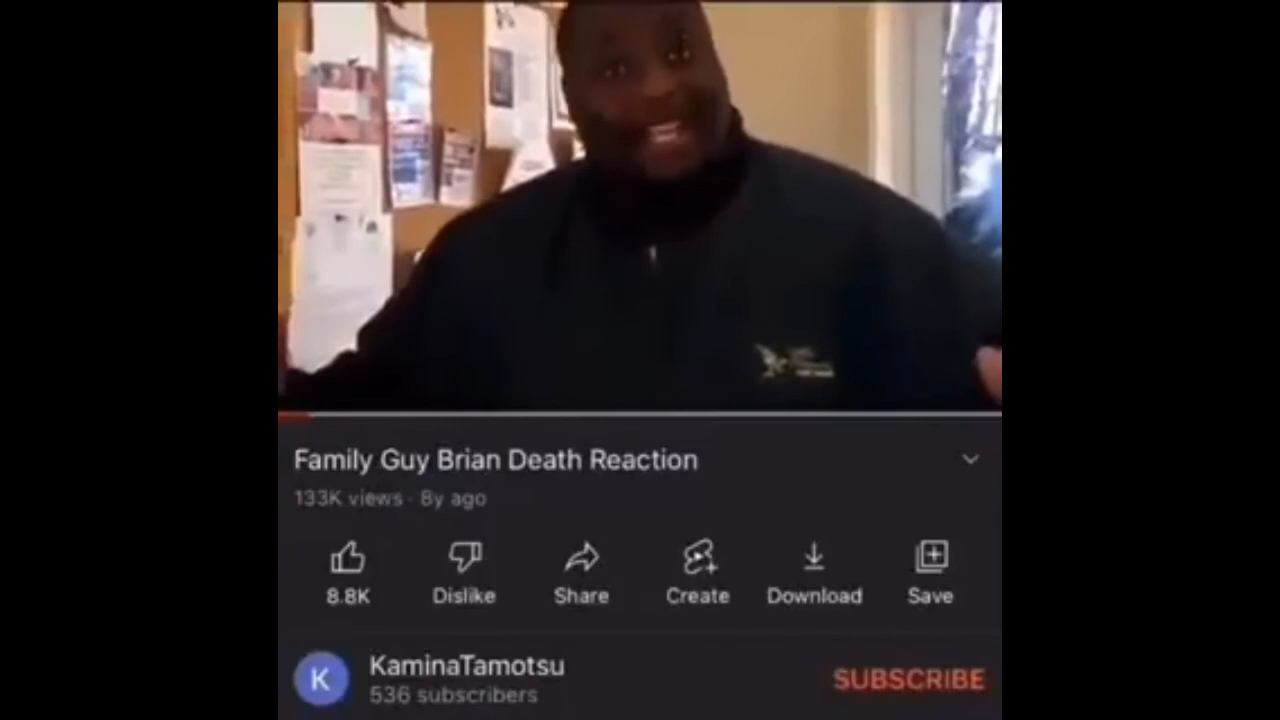 Family Guy Brian Death Reaction
133K views · 8y ago
8.8K
Dislike
Share
Create
Download
Save
K
KaminaTamotsu
536 subscribers
SUBSCRIBE